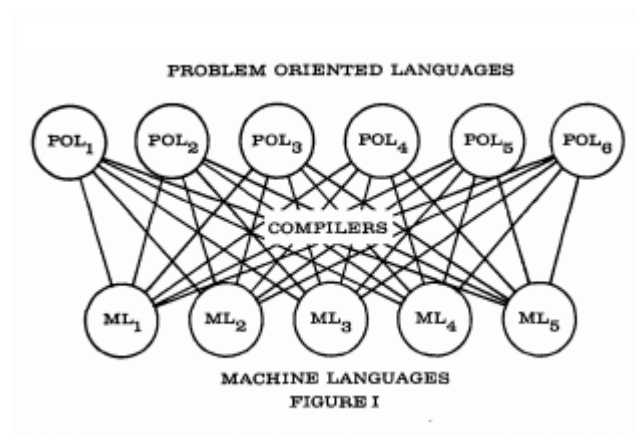 PROBLEM ORIENTED LANGUAGES
POL1 POL2 POL3 POL4 POL5 POL6
COMPILERS
ML1 ML2 ML3 ML4 ML5
MACHINE LANGUAGES
FIGURE I